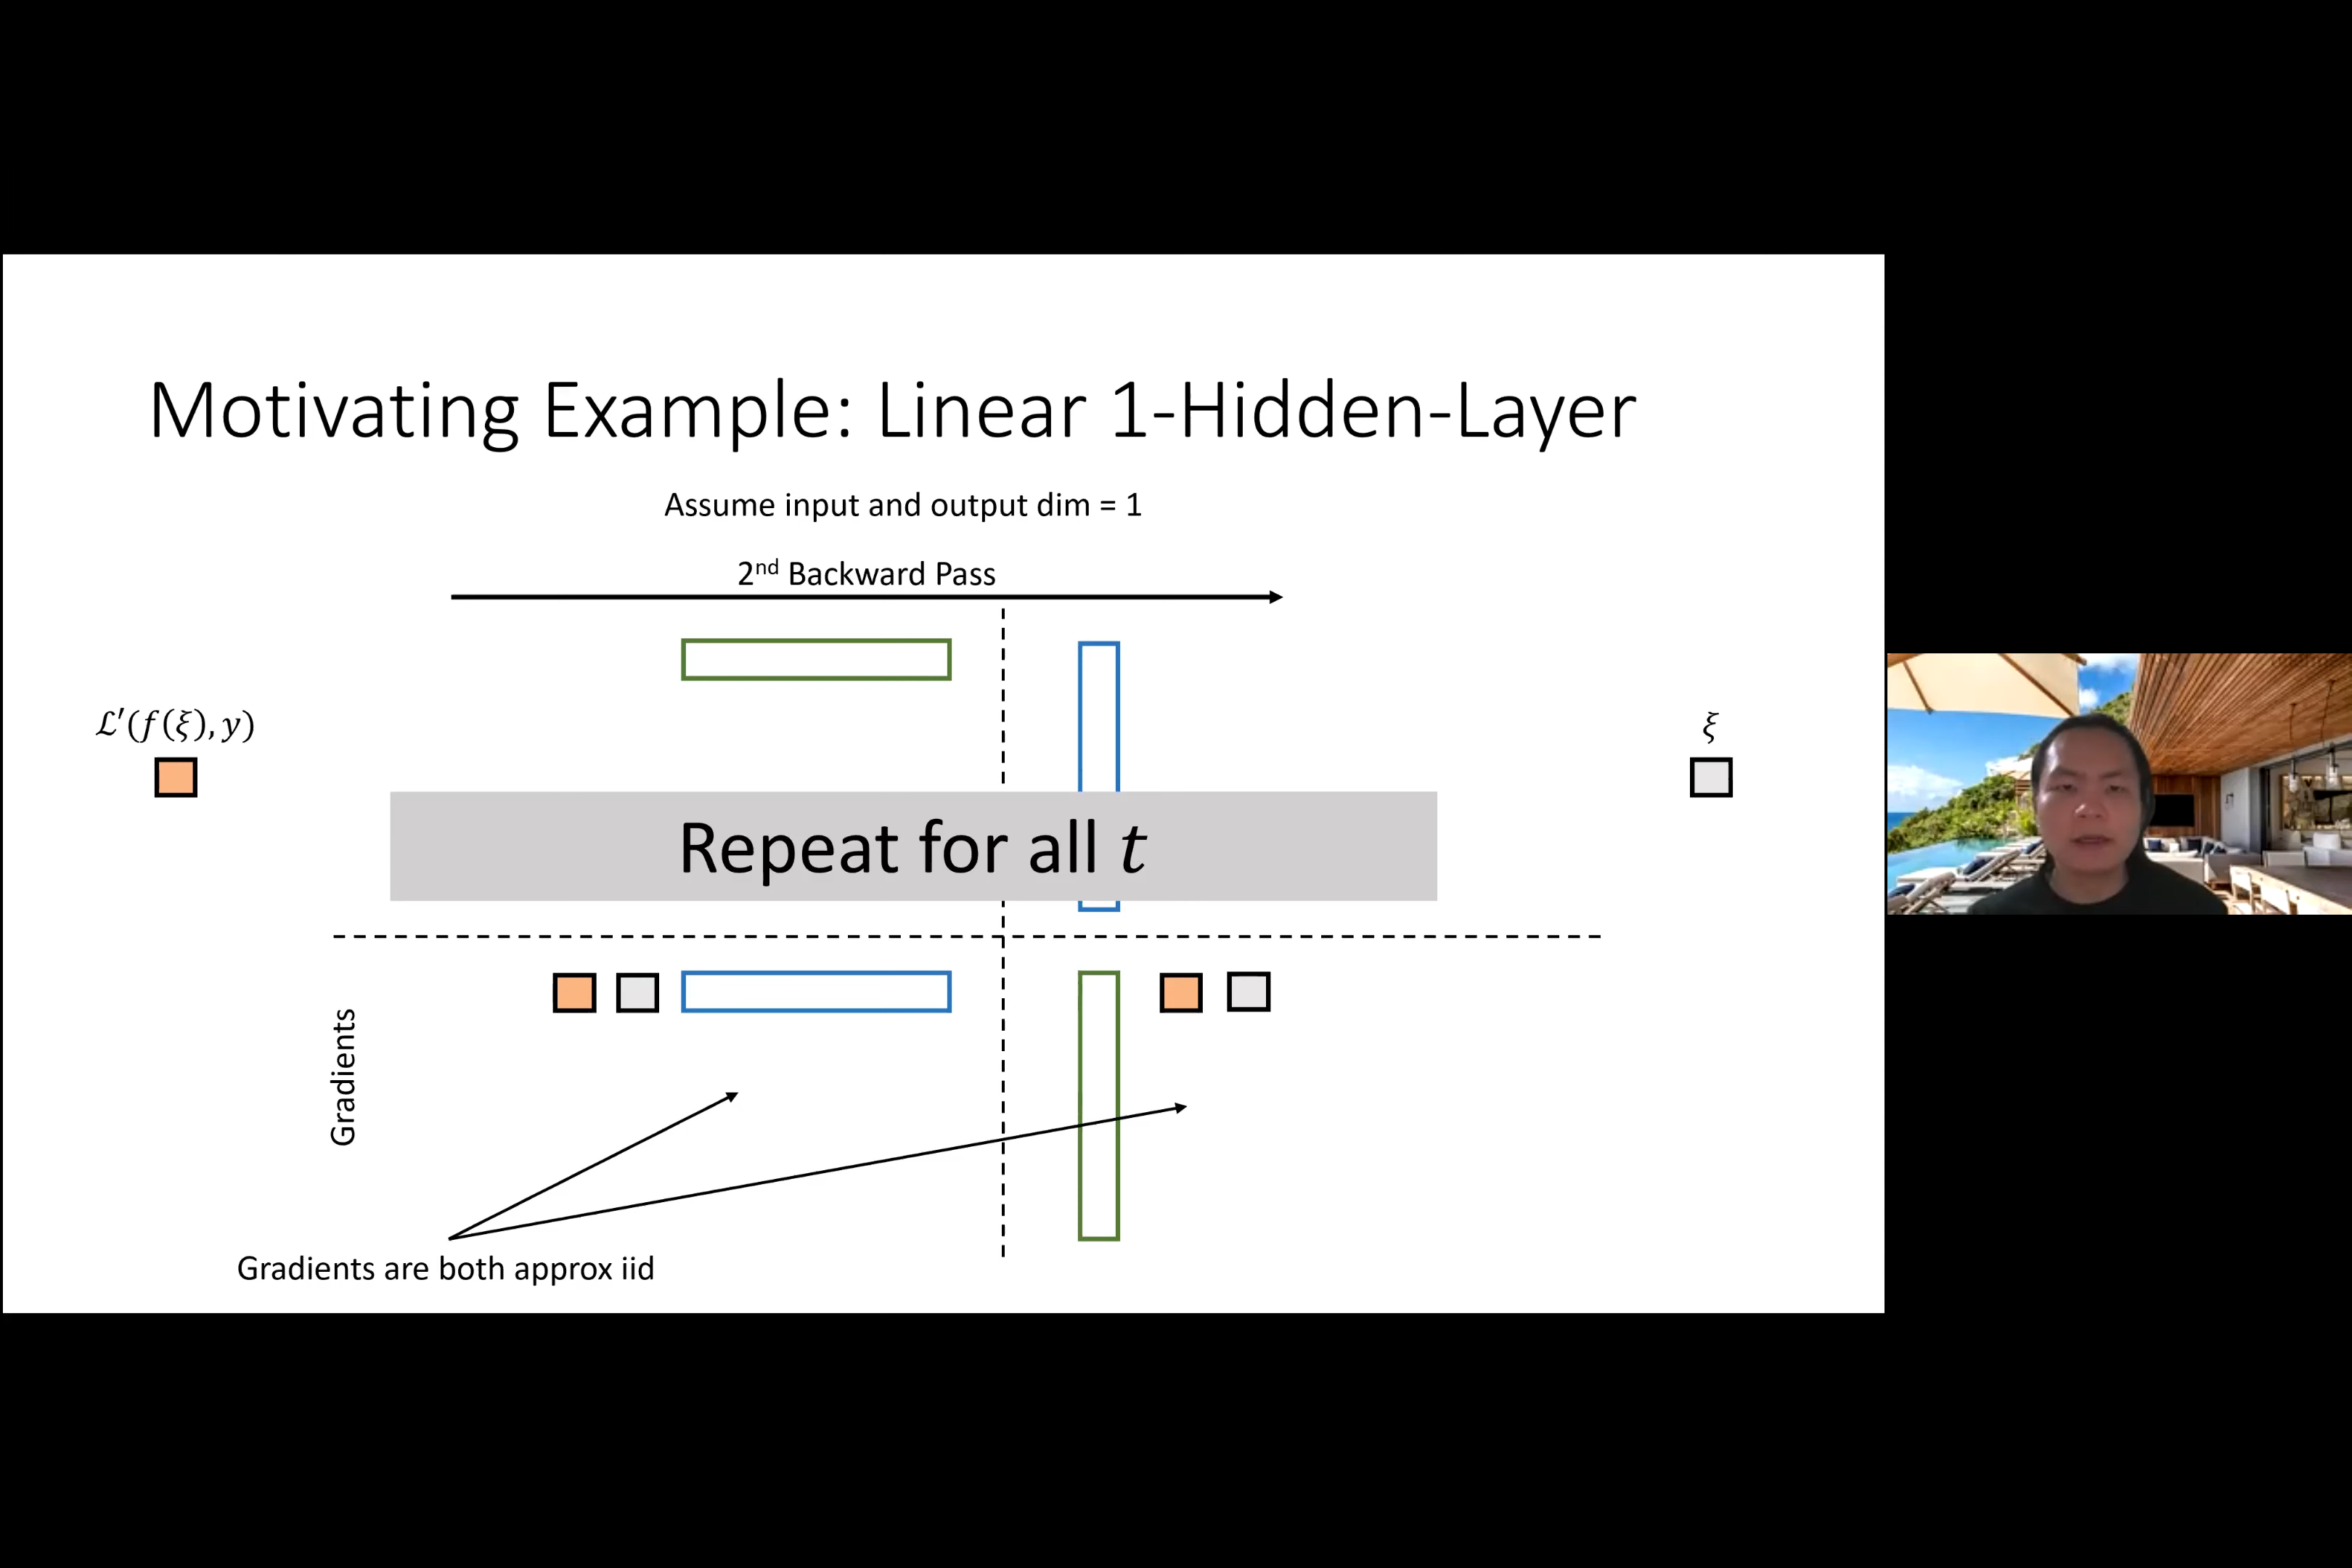 Motivating Example: Linear 1-Hidden-Layer
Assume input and output dim = 1
2nd Backward Pass
ℒ′(f(ξ), y)
ξ
Repeat for all t
Gradients
Gradients are both approx iid